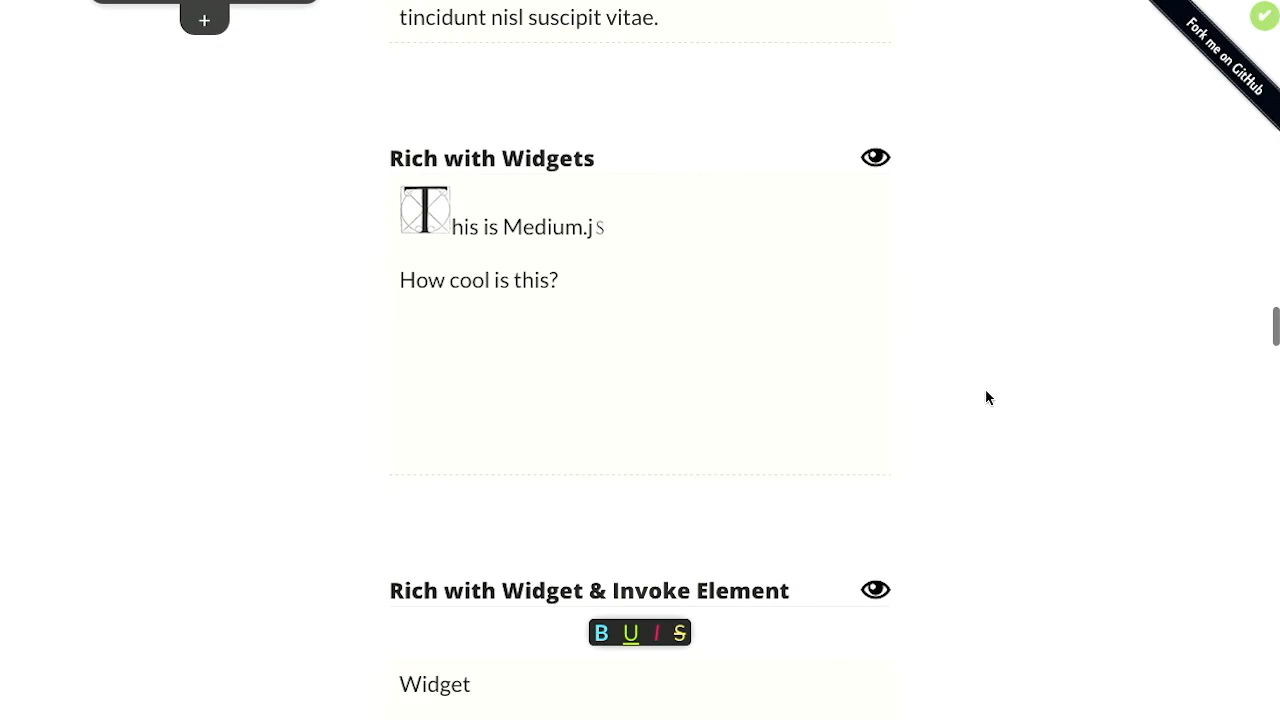 +
tincidunt nisl suscipit vitae.
Fork me on GitHub
Rich with Widgets
This is Medium.js
How cool is this?
Rich with Widget & Invoke Element
B U I S
Widget